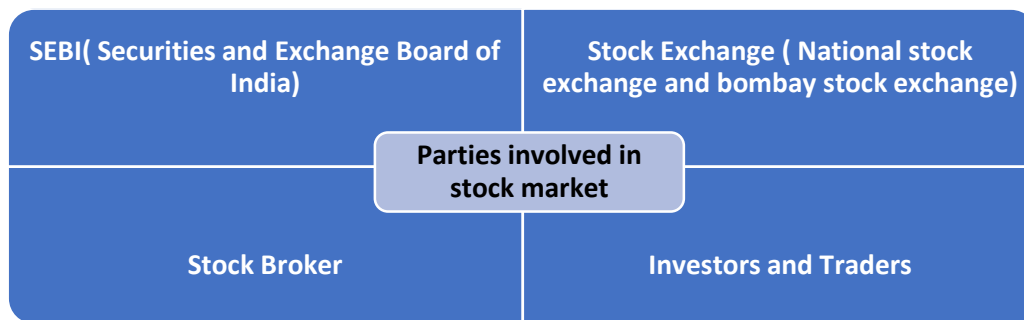 SEBI( Securities and Exchange Board of
India)
Stock Exchange ( National stock
exchange and bombay stock exchange)
Parties involved in
stock market
Stock Broker
Investors and Traders